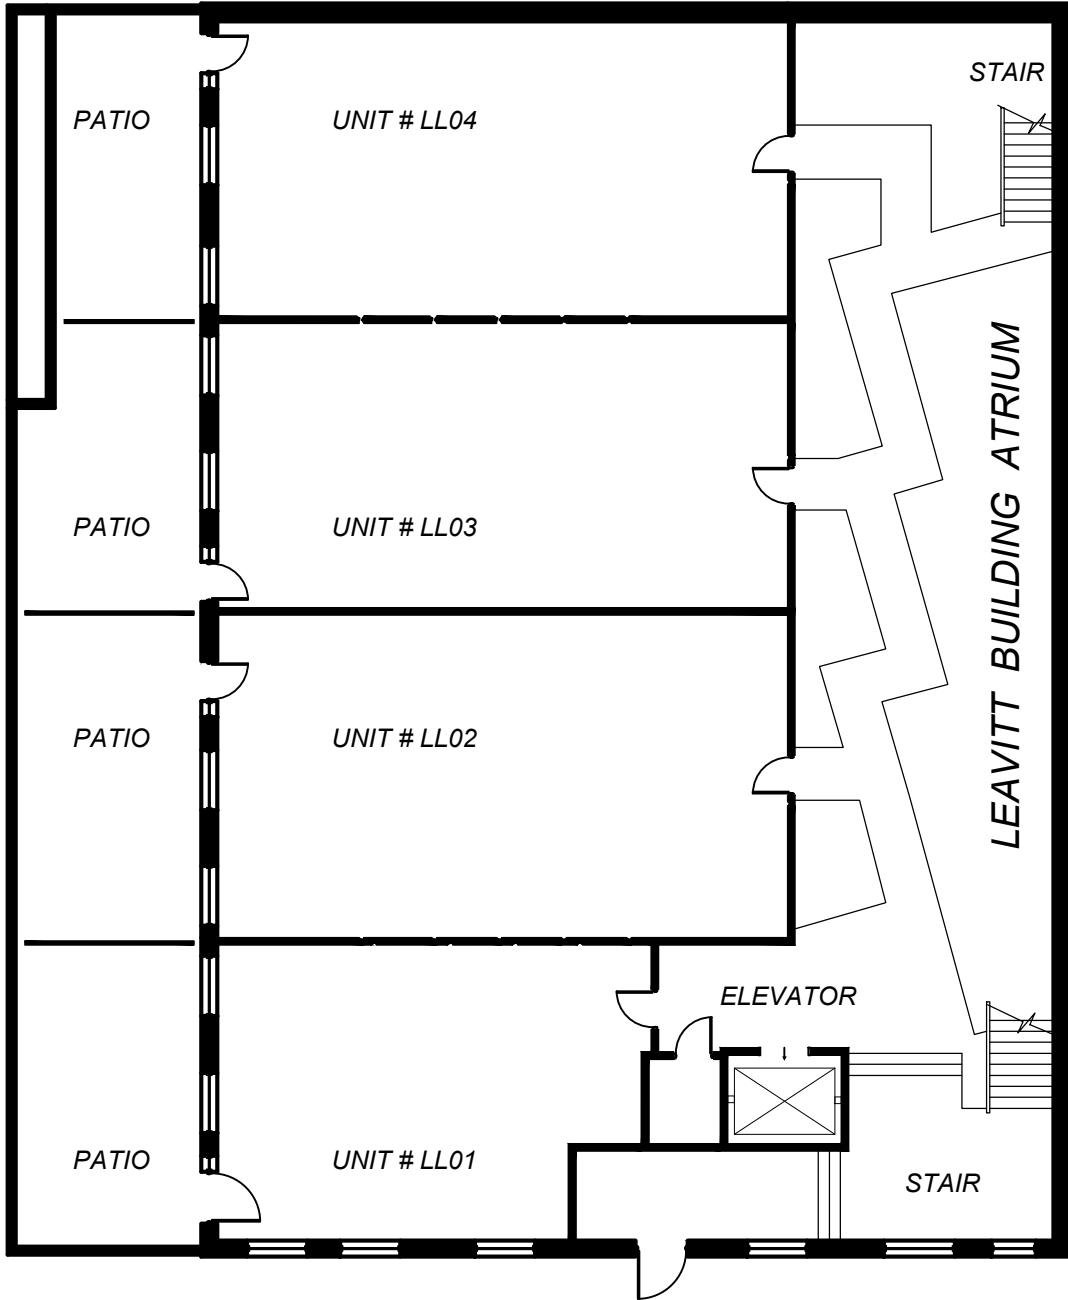 STAIR
PATIO
UNIT # LL04
LEAVITT BUILDING ATRIUM
PATIO
UNIT # LL03
PATIO
UNIT # LL02
ELEVATOR
PATIO
UNIT # LL01
STAIR